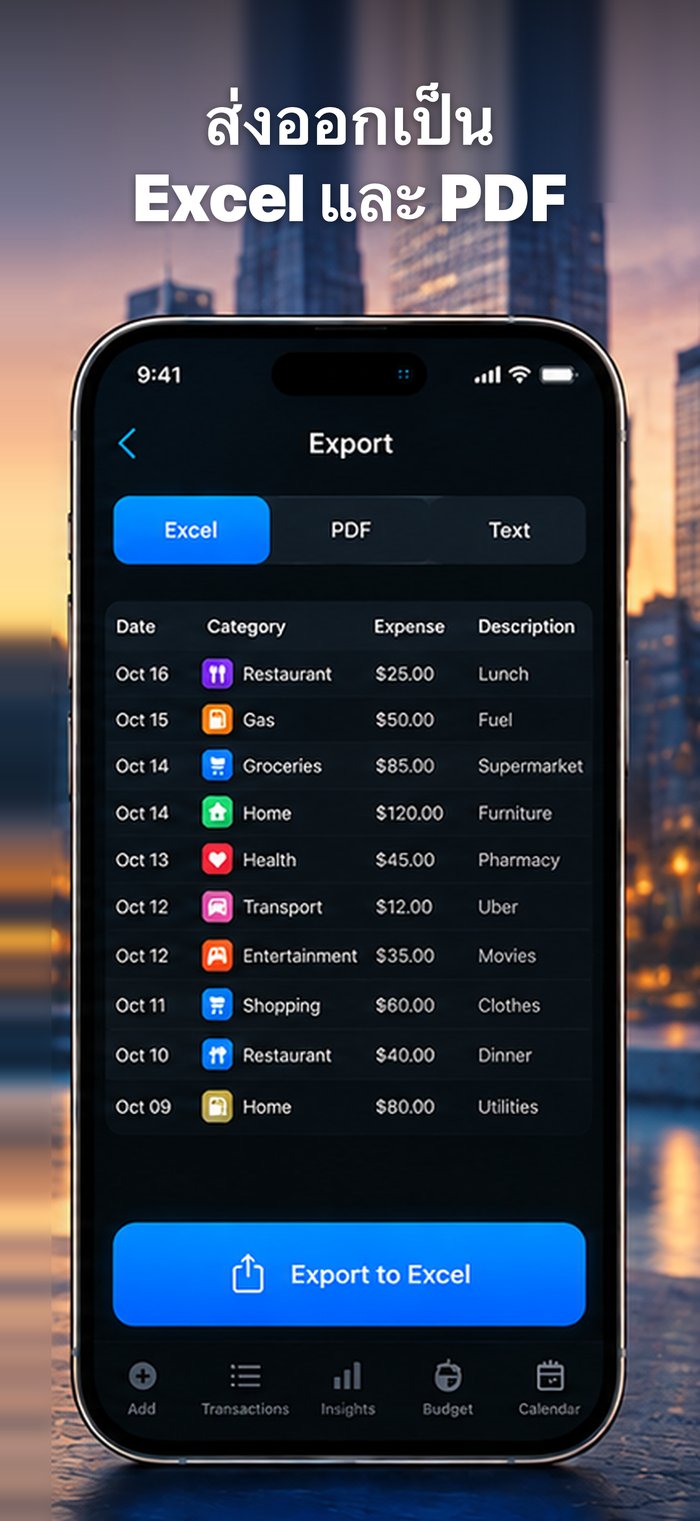 ส่งออกเป็น
Excel และ PDF
9:41
Export
Excel PDF Text
Date Category Expense Description
Oct 16 Restaurant $25.00 Lunch
Oct 15 Gas $50.00 Fuel
Oct 14 Groceries $85.00 Supermarket
Oct 14 Home $120.00 Furniture
Oct 13 Health $45.00 Pharmacy
Oct 12 Transport $12.00 Uber
Oct 12 Entertainment $35.00 Movies
Oct 11 Shopping $60.00 Clothes
Oct 10 Restaurant $40.00 Dinner
Oct 09 Home $80.00 Utilities
Export to Excel
Add Transactions Insights Budget Calendar